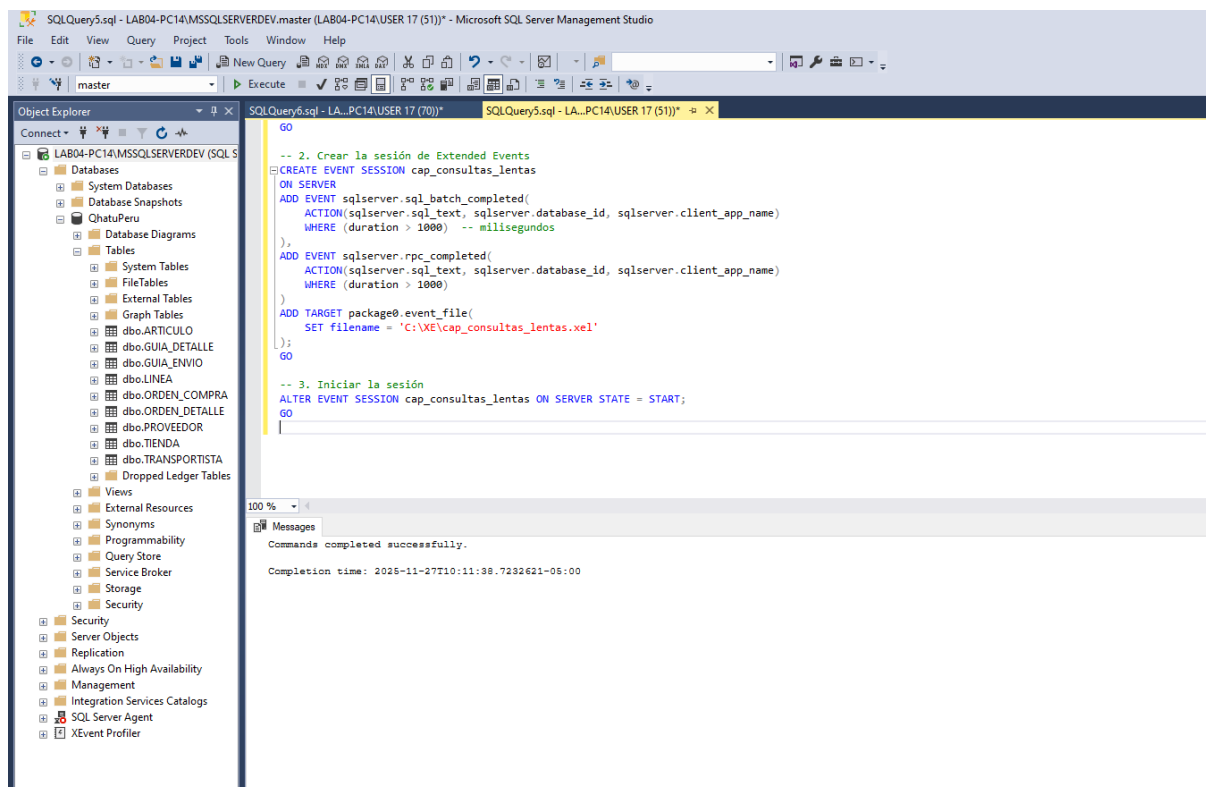 SQLQuery5.sql - LAB04-PC14\MSSQLSERVERDEV.master (LAB04-PC14\USER 17 (51))* - Microsoft SQL Server Management Studio
File Edit View Query Project Tools Window Help
New Query
master
Execute
Object Explorer
Connect
LAB04-PC14\MSSQLSERVERDEV (SQL S
Databases
System Databases
Database Snapshots
QhatuPeru
Database Diagrams
Tables
System Tables
FileTables
External Tables
Graph Tables
dbo.ARTICULO
dbo.GUIA_DETALLE
dbo.GUIA_ENVIO
dbo.LINEA
dbo.ORDEN_COMPRA
dbo.ORDEN_DETALLE
dbo.PROVEEDOR
dbo.TIENDA
dbo.TRANSPORTISTA
Dropped Ledger Tables
Views
External Resources
Synonyms
Programmability
Query Store
Service Broker
Storage
Security
Security
Server Objects
Replication
Always On High Availability
Management
Integration Services Catalogs
SQL Server Agent
XEvent Profiler
SQLQuery6.sql - LA...PC14\USER 17 (70))* SQLQuery5.sql - LA...PC14\USER 17 (51))*
GO
-- 2. Crear la sesión de Extended Events
CREATE EVENT SESSION cap_consultas_lentas
ON SERVER
ADD EVENT sqlserver.sql_batch_completed(
ACTION(sqlserver.sql_text, sqlserver.database_id, sqlserver.client_app_name)
WHERE (duration > 1000) -- milisegundos
),
ADD EVENT sqlserver.rpc_completed(
ACTION(sqlserver.sql_text, sqlserver.database_id, sqlserver.client_app_name)
WHERE (duration > 1000)
)
ADD TARGET package0.event_file(
SET filename = 'C:\XE\cap_consultas_lentas.xel'
);
GO
-- 3. Iniciar la sesión
ALTER EVENT SESSION cap_consultas_lentas ON SERVER STATE = START;
GO
100 %
Messages
Commands completed successfully.
Completion time: 2025-11-27T10:11:38.7232621-05:00